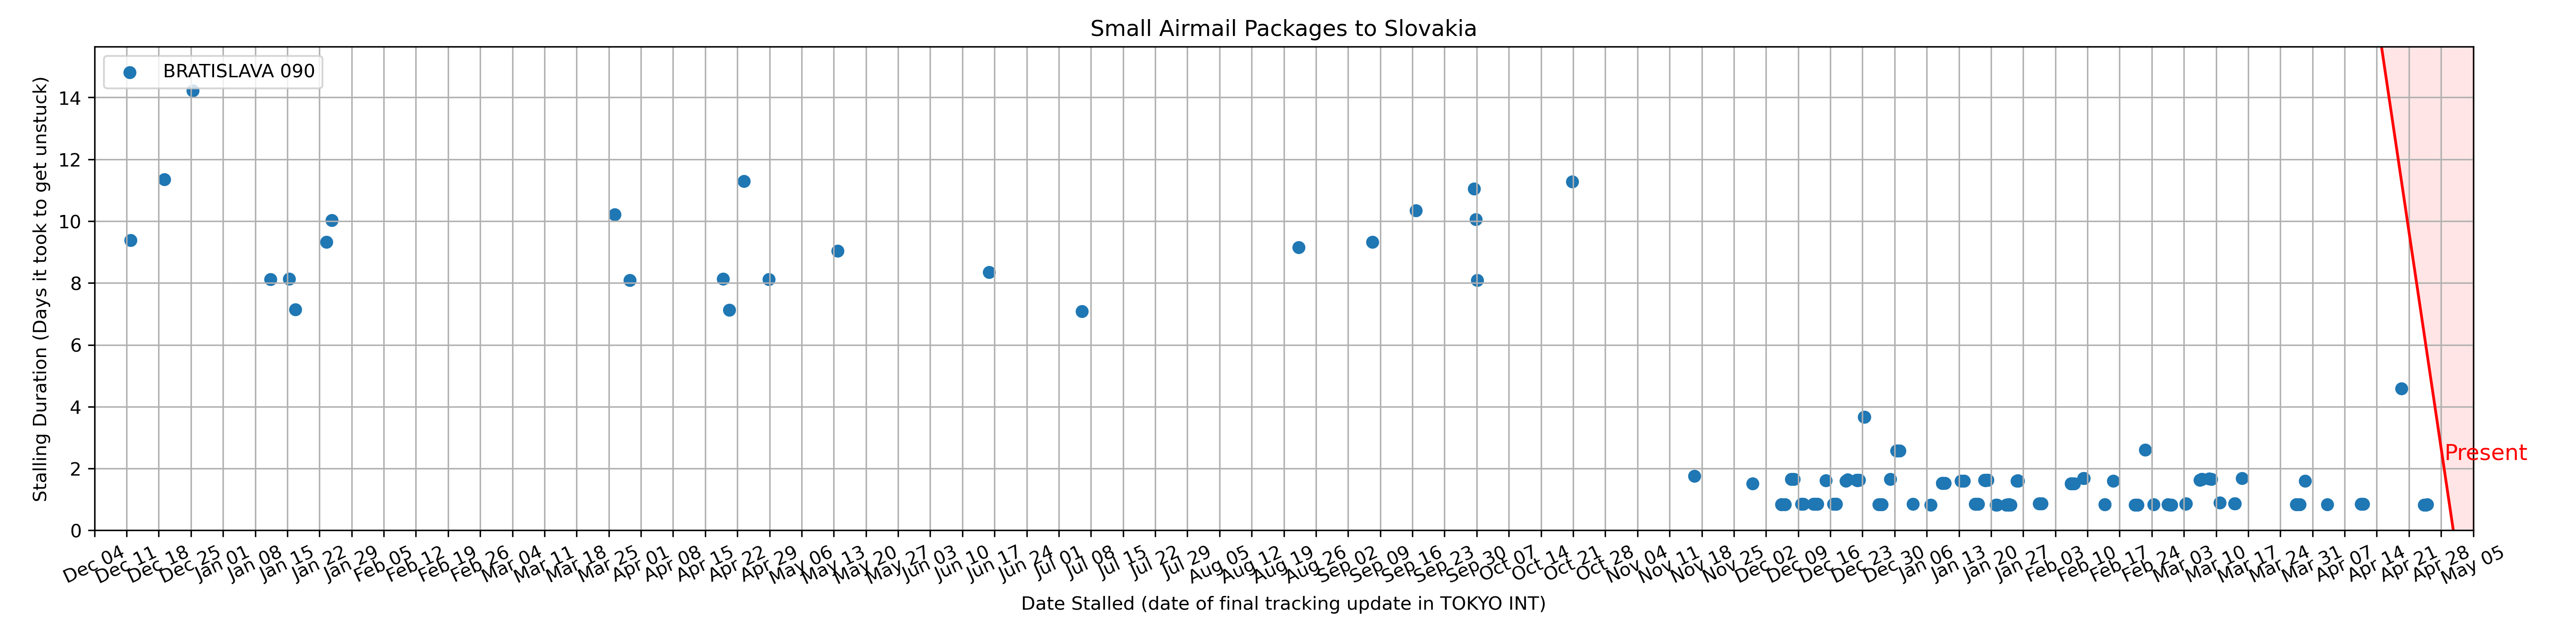 Small Airmail Packages to Slovakia
BRATISLAVA 090
Stalling Duration (Days it took to get unstuck)
14
12
10
8
6
4
2
0
Present
Dec 04
Dec 11
Dec 18
Dec 25
Jan 01
Jan 08
Jan 15
Jan 22
Jan 29
Feb 05
Feb 12
Feb 19
Feb 26
Mar 04
Mar 11
Mar 18
Mar 25
Apr 01
Apr 08
Apr 15
Apr 22
Apr 29
May 06
May 13
May 20
May 27
Jun 03
Jun 10
Jun 17
Jun 24
Jul 01
Jul 08
Jul 15
Jul 22
Jul 29
Aug 05
Aug 12
Aug 19
Aug 26
Sep 02
Sep 09
Sep 16
Sep 23
Sep 30
Oct 07
Oct 14
Oct 21
Oct 28
Nov 04
Nov 11
Nov 18
Nov 25
Dec 02
Dec 09
Dec 16
Dec 23
Dec 30
Jan 06
Jan 13
Jan 20
Jan 27
Feb 03
Feb 10
Feb 17
Feb 24
Mar 03
Mar 10
Mar 17
Mar 24
Mar 31
Apr 07
Apr 14
Apr 21
Apr 28
May 05
Date Stalled (date of final tracking update in TOKYO INT)